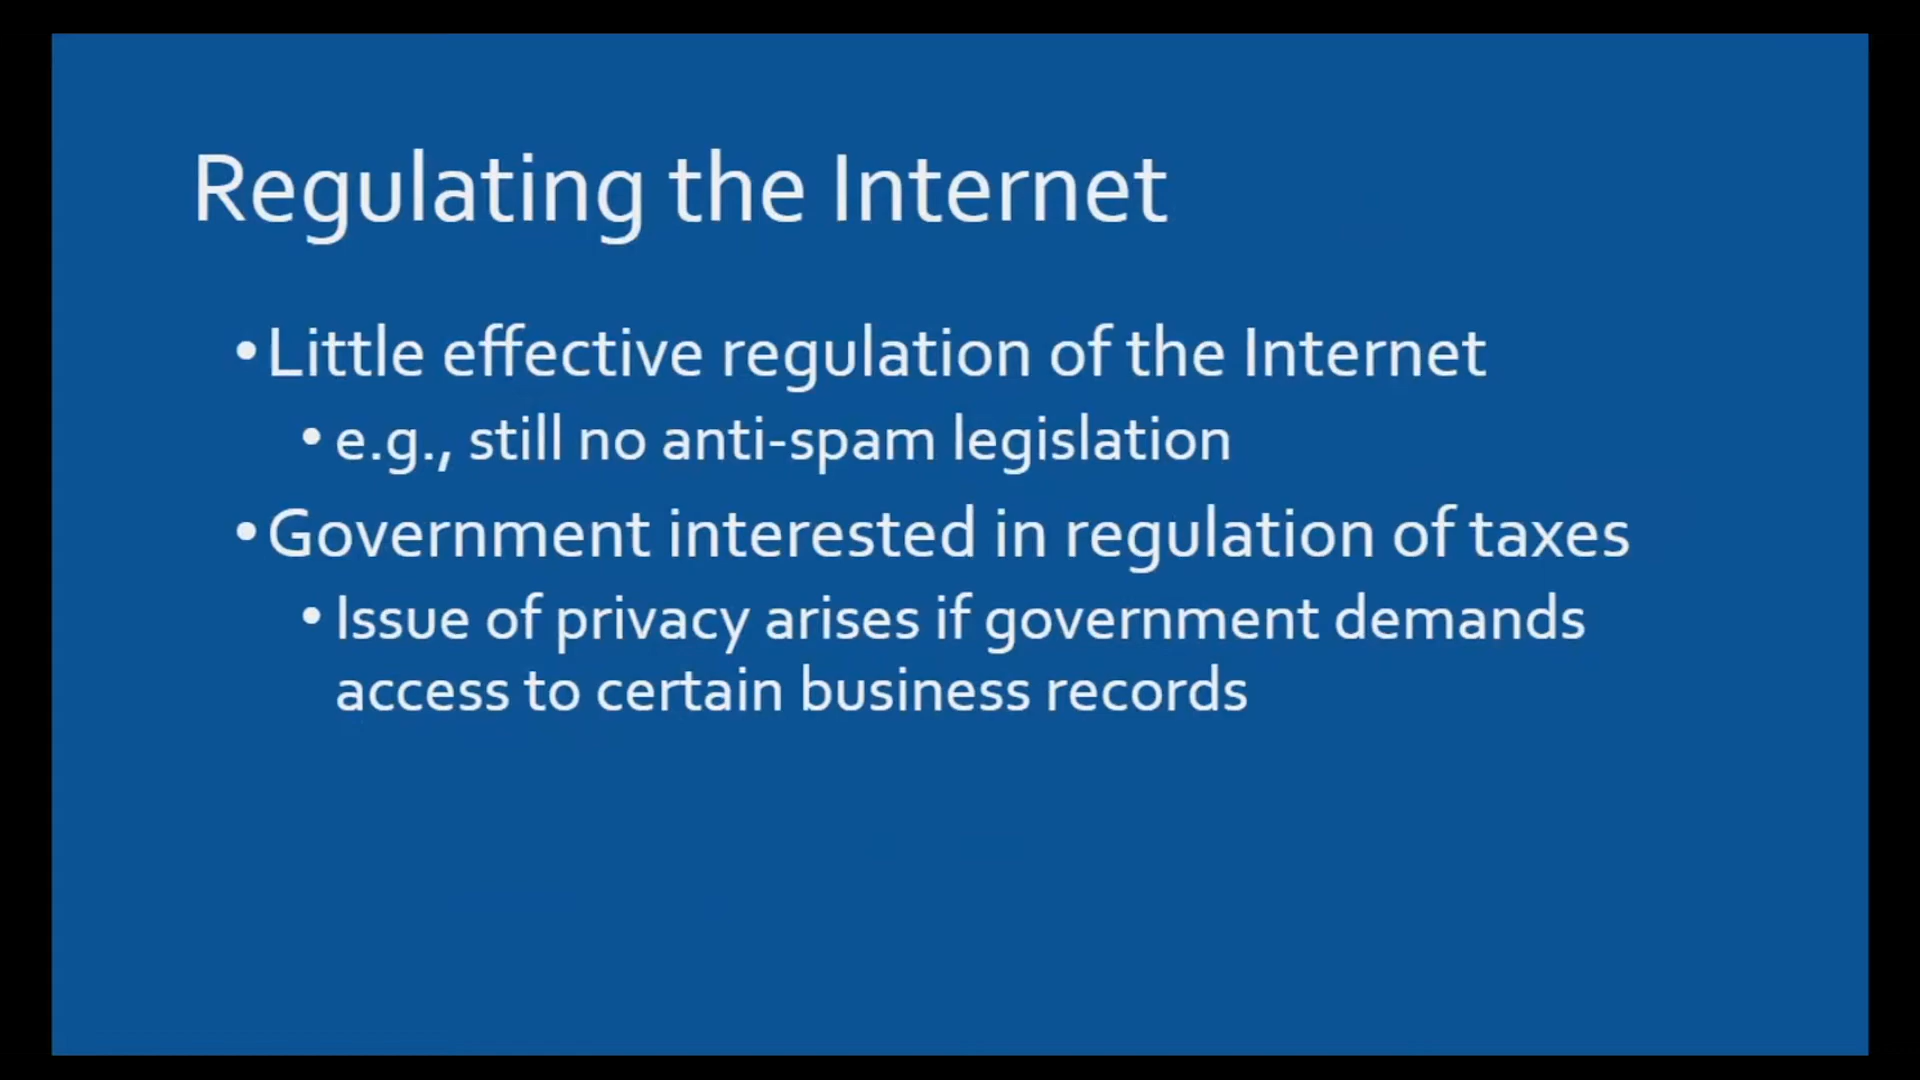 Regulating the Internet
•Little effective regulation of the Internet
• e.g., still no anti-spam legislation
•Government interested in regulation of taxes
• Issue of privacy arises if government demands
access to certain business records